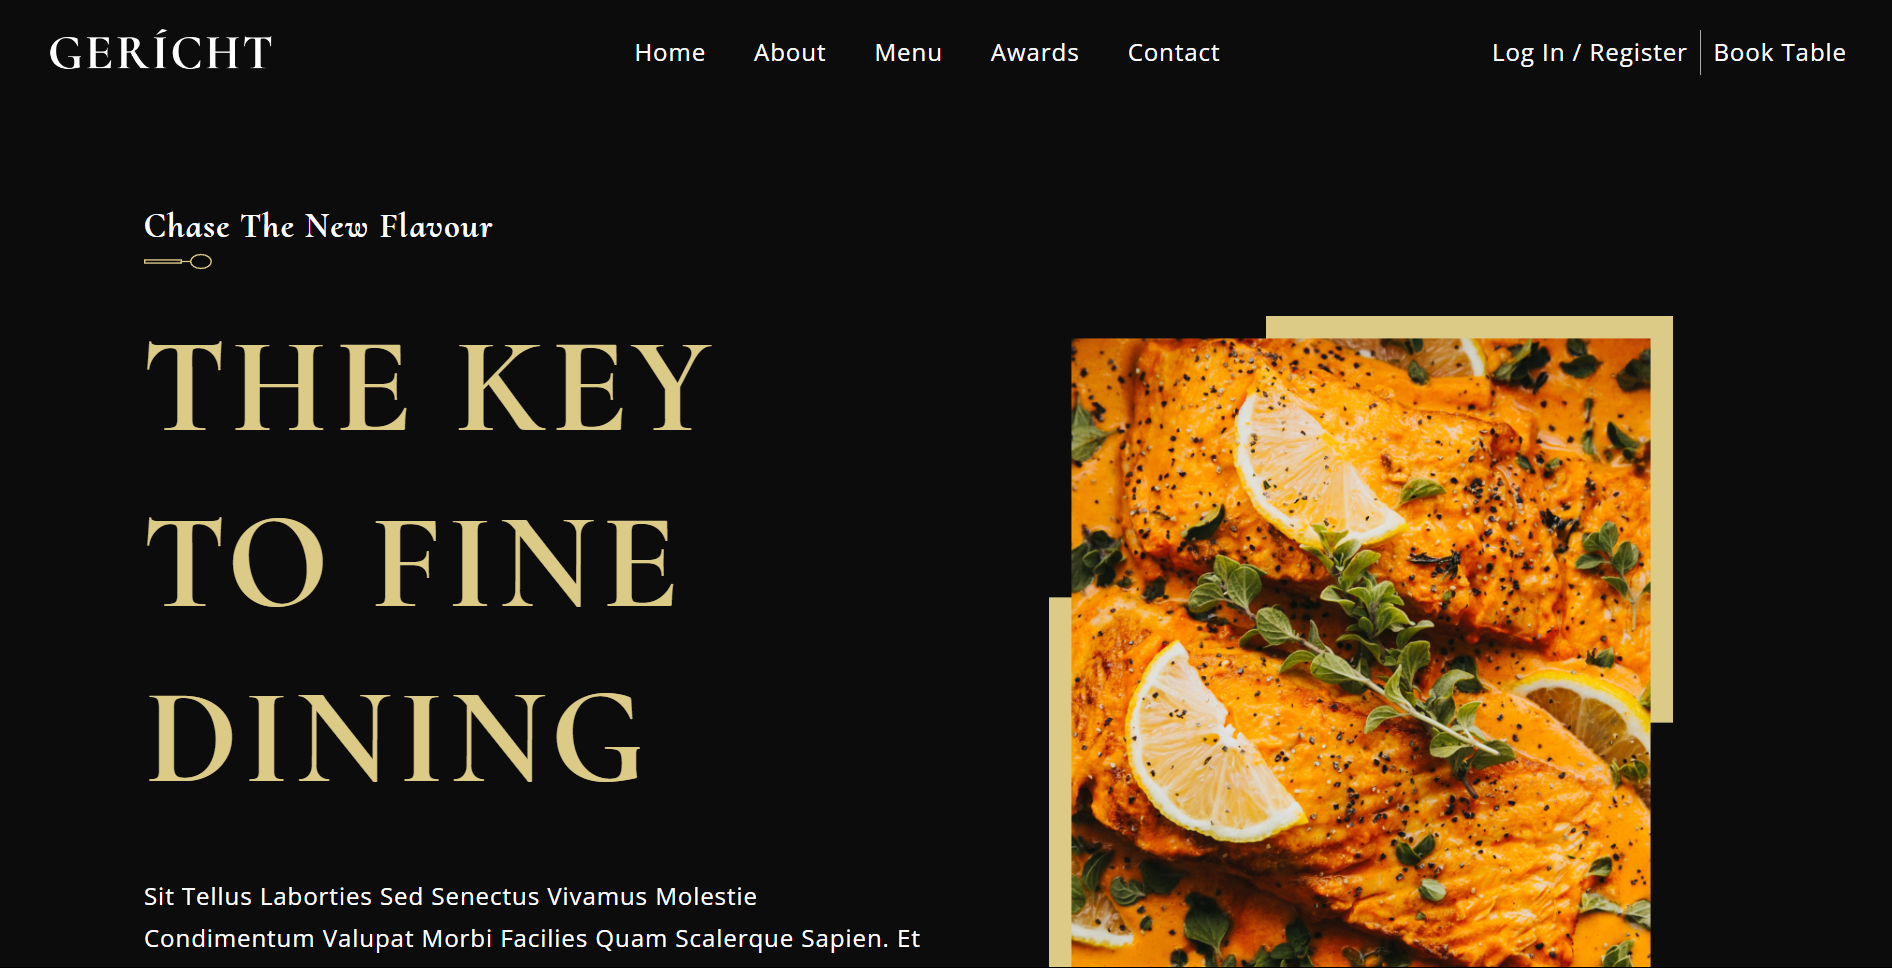 GERÍCHT
Home About Menu Awards Contact
Log In / Register Book Table
Chase The New Flavour
THE KEY
TO FINE
DINING
Sit Tellus Laborties Sed Senectus Vivamus Molestie
Condimentum Valupat Morbi Facilies Quam Scalerque Sapien. Et